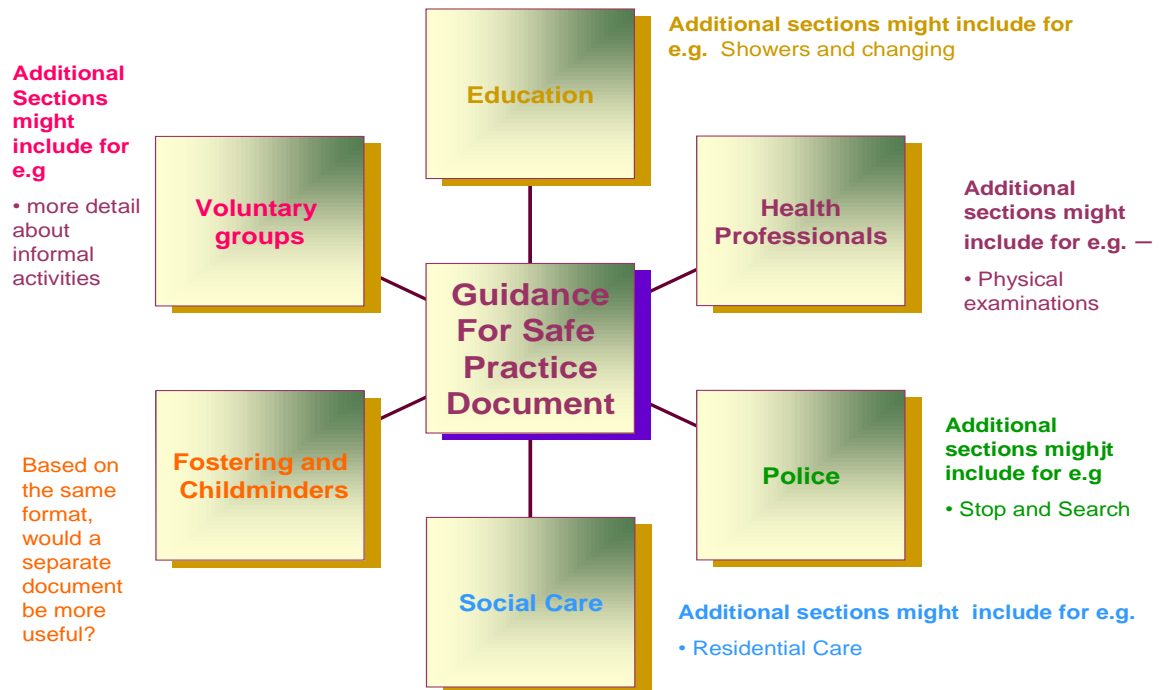 Additional sections might include for
e.g. Showers and changing
Education
Additional
Sections
might
include for
e.g
• more detail
about
informal
activities
Voluntary
groups
Health
Professionals
Additional
sections might
include for e.g. –
• Physical
examinations
Guidance
For Safe
Practice
Document
Fostering and
Childminders
Based on
the same
format,
would a
separate
document
be more
useful?
Police
Additional
sections mighjt
include for e.g
• Stop and Search
Social Care
Additional sections might include for e.g.
• Residential Care